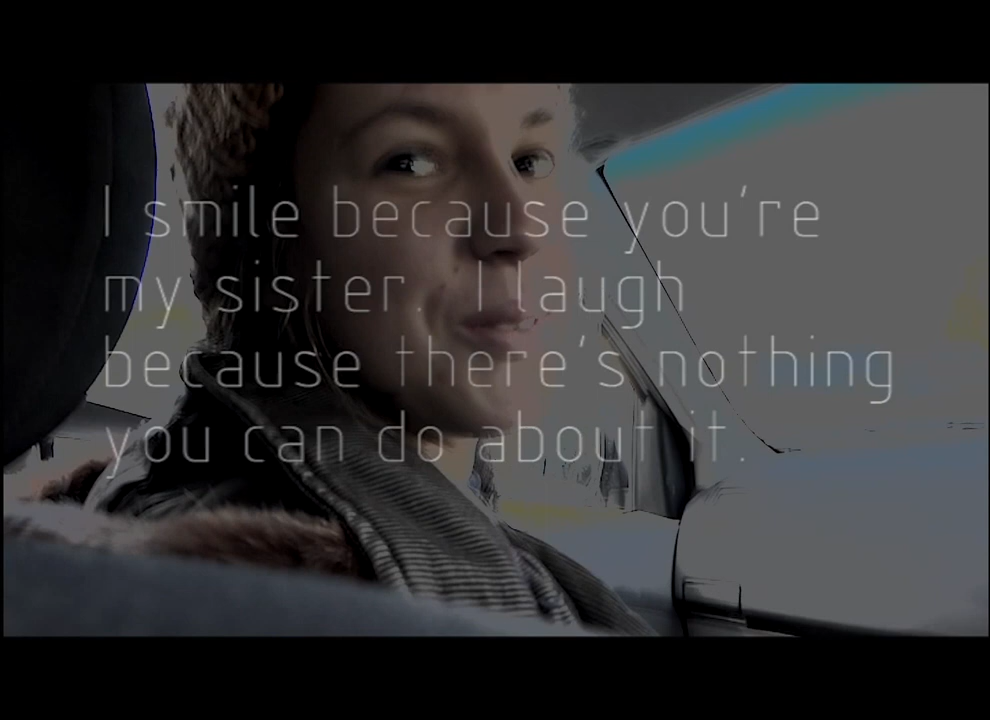 I smile because you're
my sister. I laugh
because there's nothing
you can do about it.